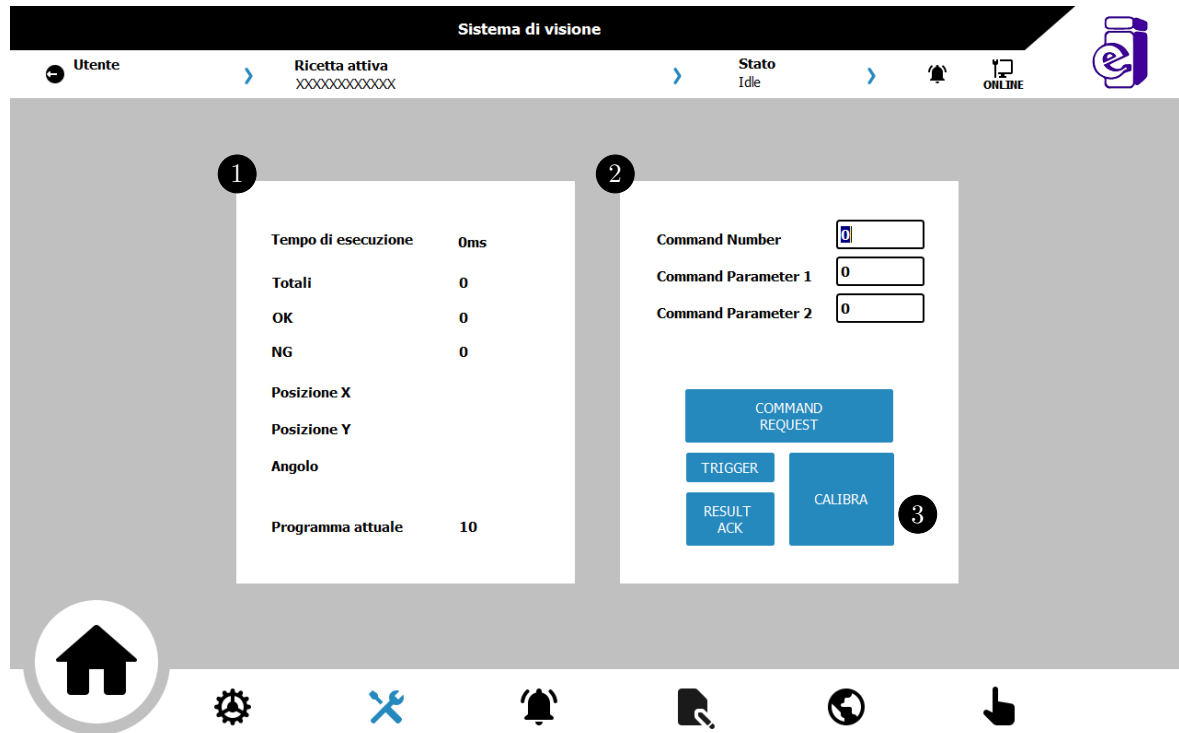 Sistema di visione
Utente
Ricetta attiva
XXXXXXXXXXXX
Stato
Idle
ONLINE
e
1
2
Tempo di esecuzione 0ms
Totali 0
OK 0
NG 0
Posizione X
Posizione Y
Angolo
Programma attuale 10
Command Number 0
Command Parameter 1 0
Command Parameter 2 0
COMMAND
REQUEST
TRIGGER
CALIBRA
RESULT
ACK
3